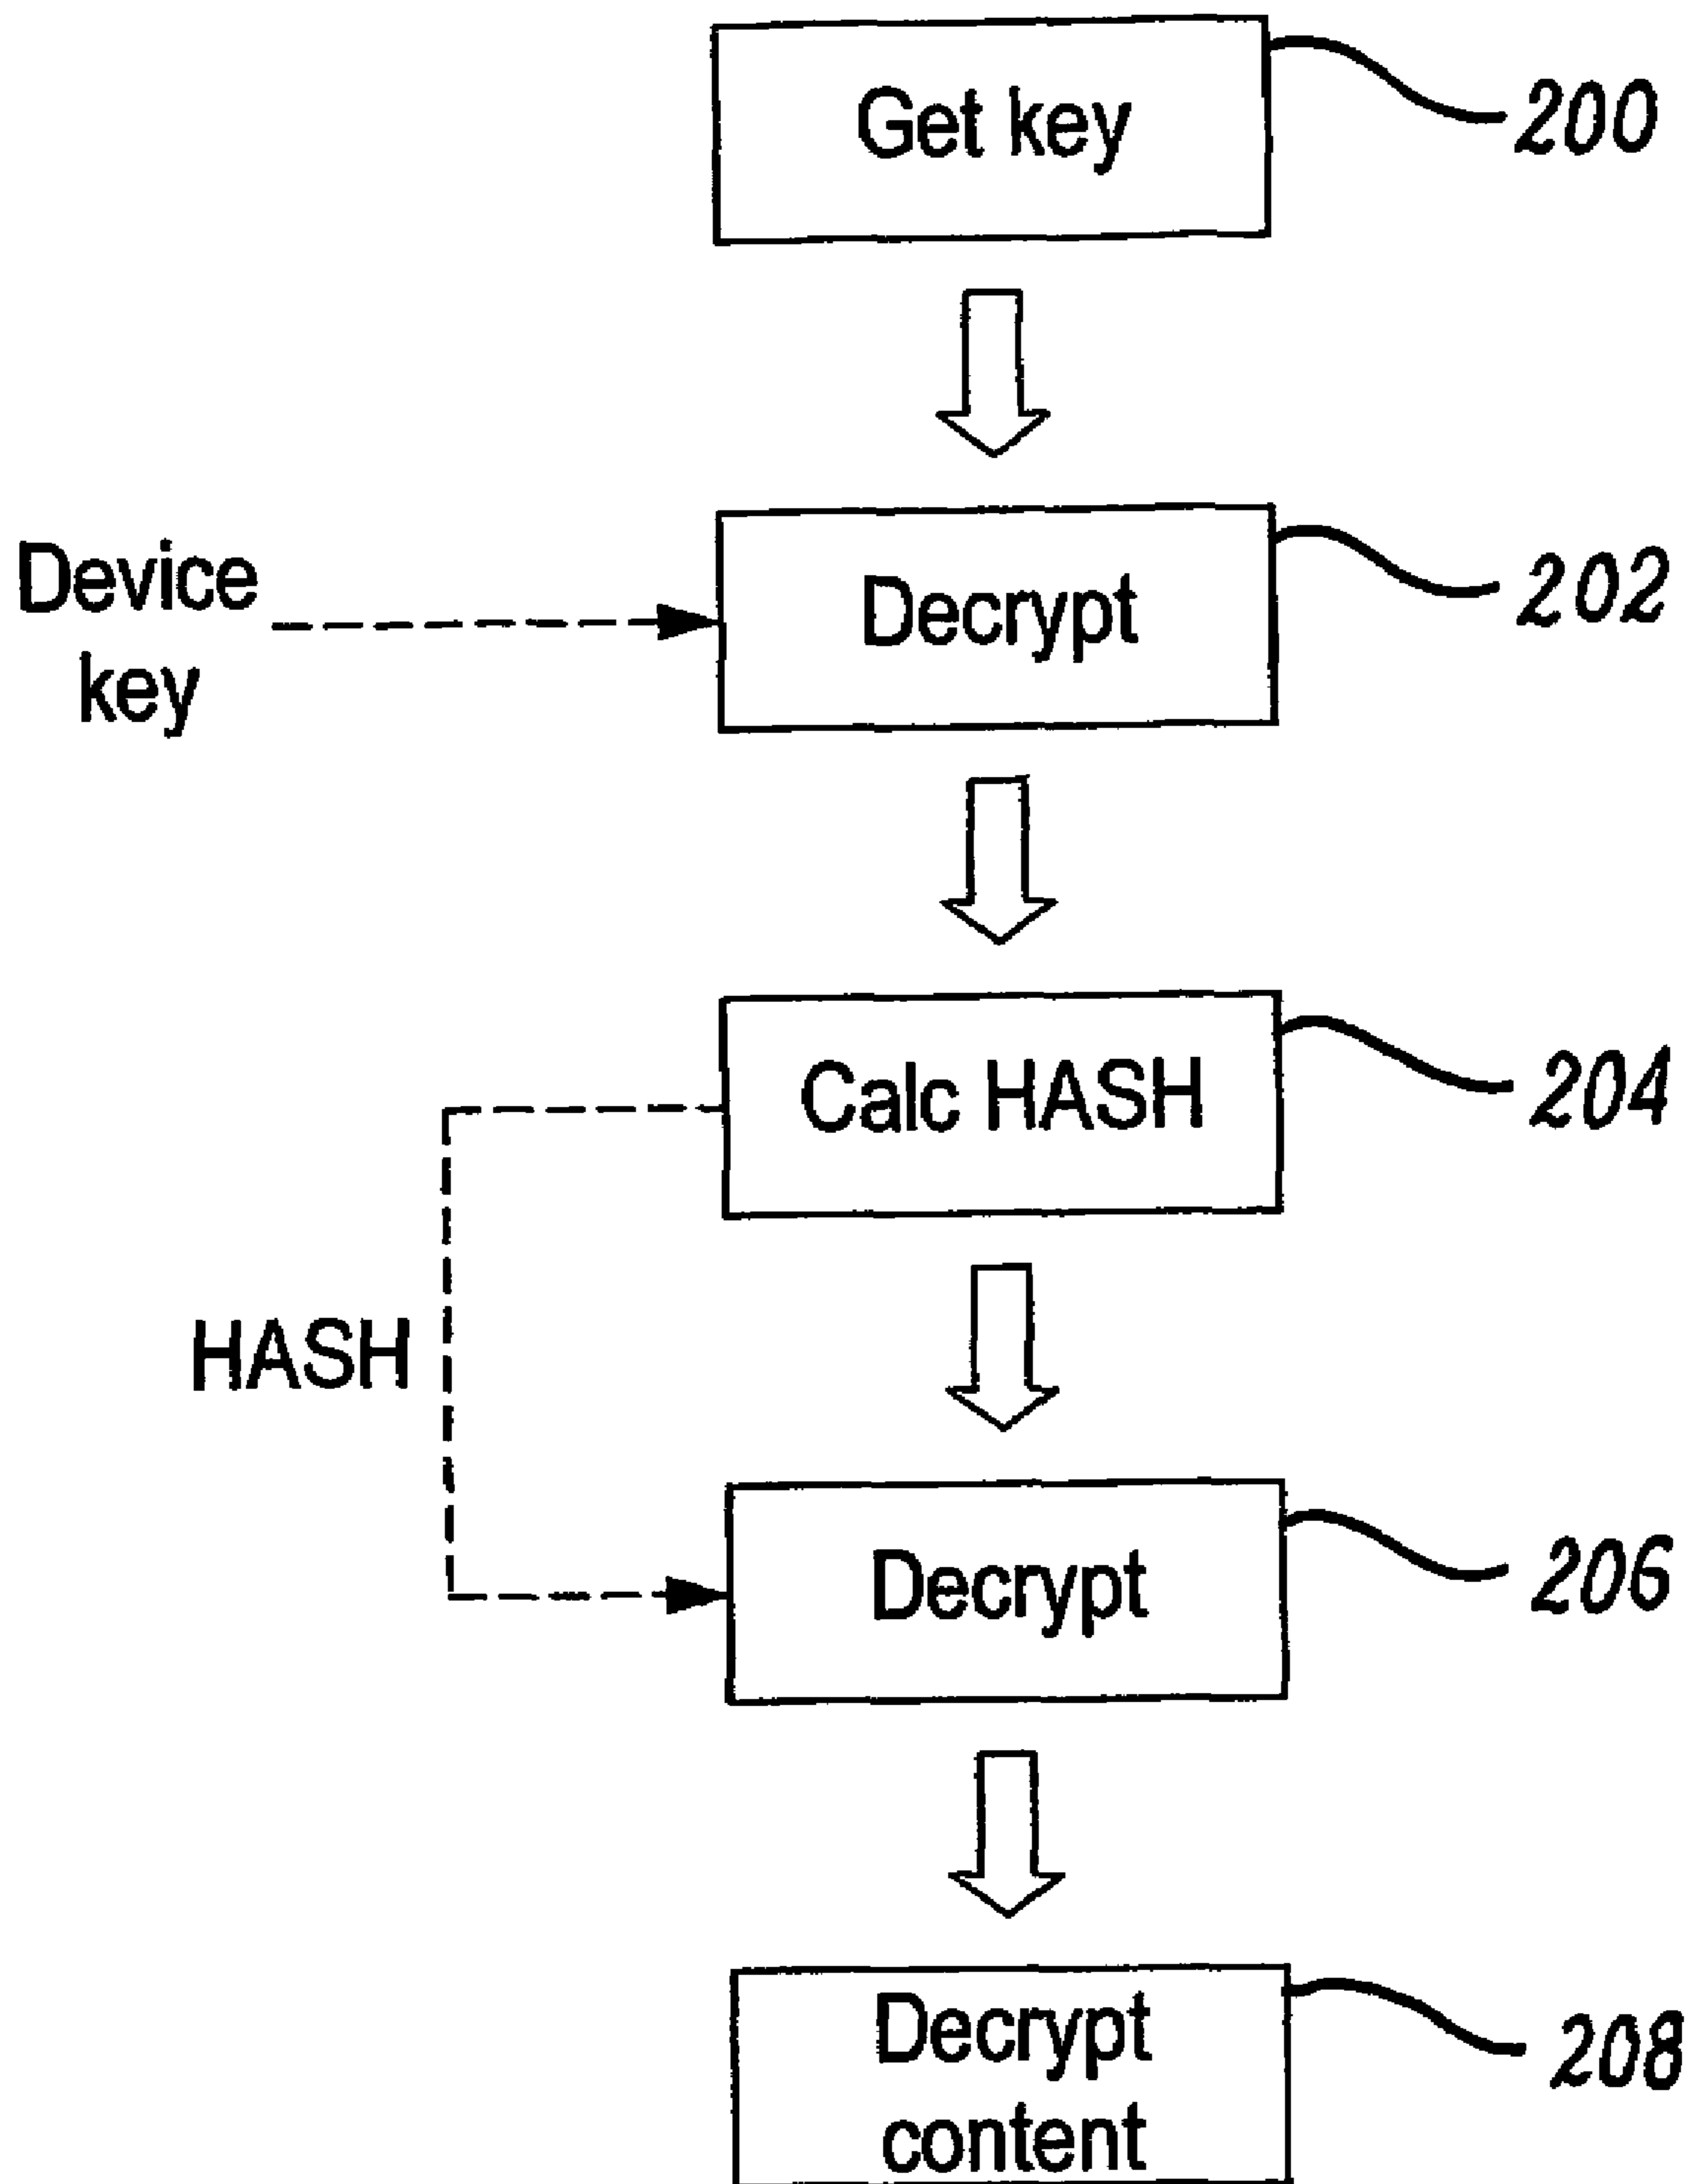 Get key
200
Device
key
Decrypt
202
Calc HASH
204
HASH
Decrypt
206
Decrypt
content
208